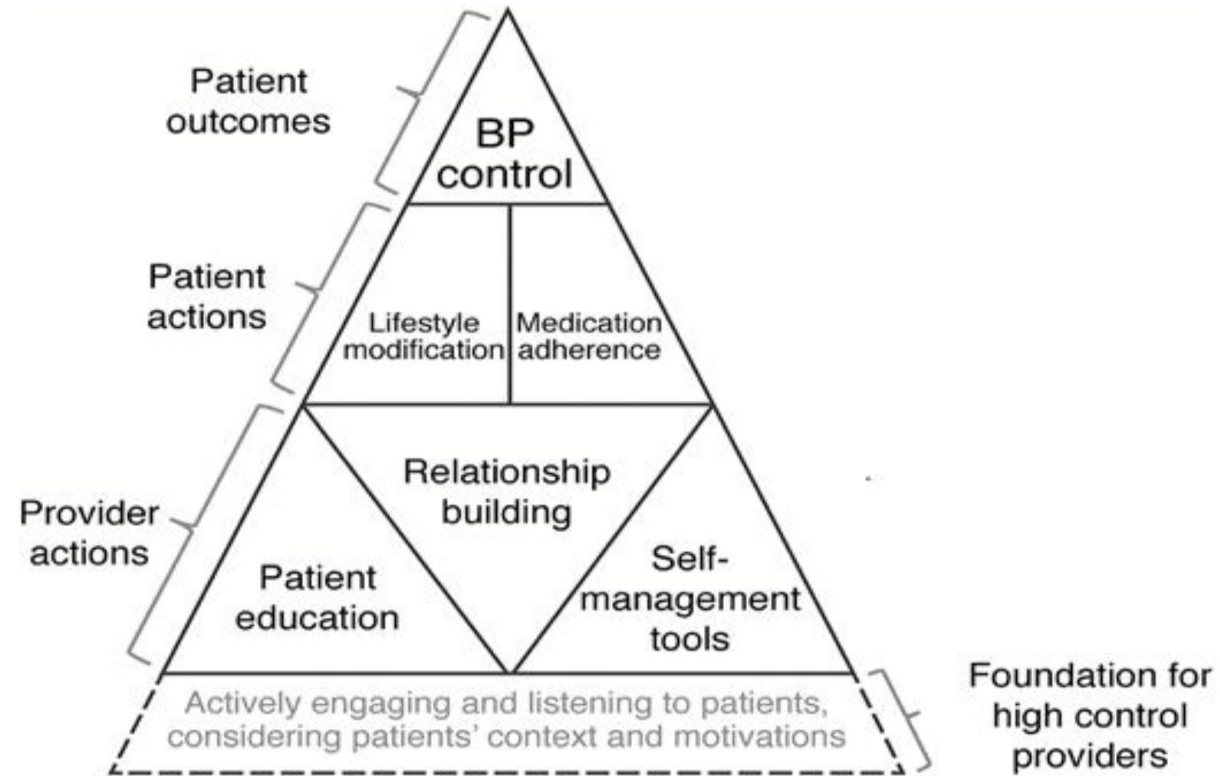 Patient
outcomes
BP
control
Patient
actions
Lifestyle
modification
Medication
adherence
Provider
actions
Relationship
building
Patient
education
Self-
management
tools
Actively engaging and listening to patients,
considering patients' context and motivations
Foundation for
high control
providers